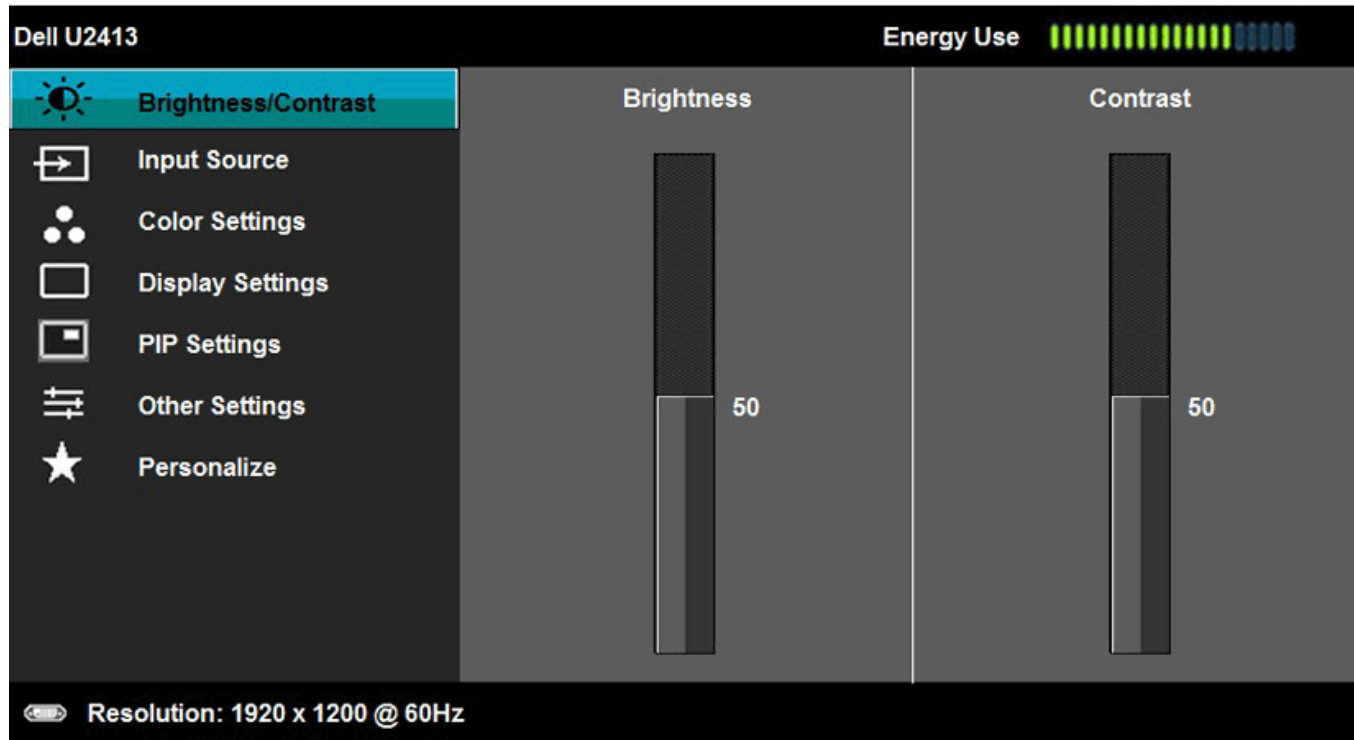 Dell U2413
Energy Use
Brightness/Contrast
Input Source
Color Settings
Display Settings
PIP Settings
Other Settings
Personalize
Brightness
50
Contrast
50
Resolution: 1920 x 1200 @ 60Hz